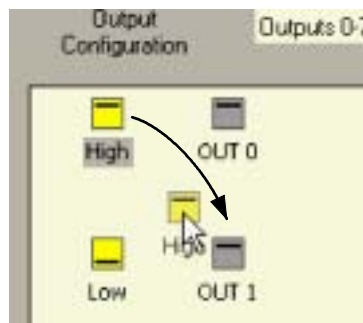 Output
Configuration
Outputs 0-7
High
OUT 0
High
Low
OUT 1